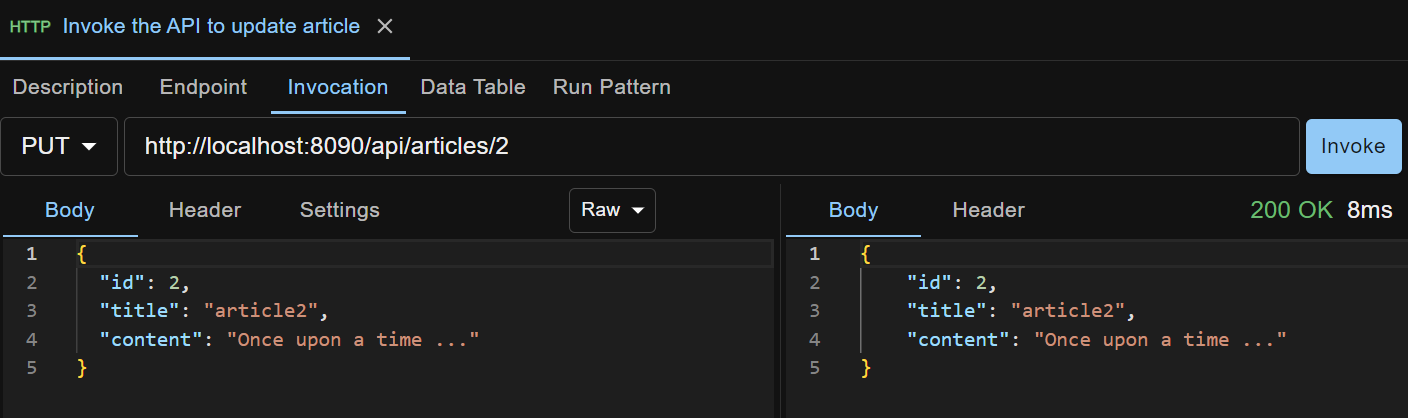 HTTP Invoke the API to update article
Description Endpoint Invocation Data Table Run Pattern
PUT http://localhost:8090/api/articles/2 Invoke
Body Header Settings Raw Body Header 200 OK 8ms
1 {
2 "id": 2,
3 "title": "article2",
4 "content": "Once upon a time ..."
5 }
1 {
2 "id": 2,
3 "title": "article2",
4 "content": "Once upon a time ..."
5 }